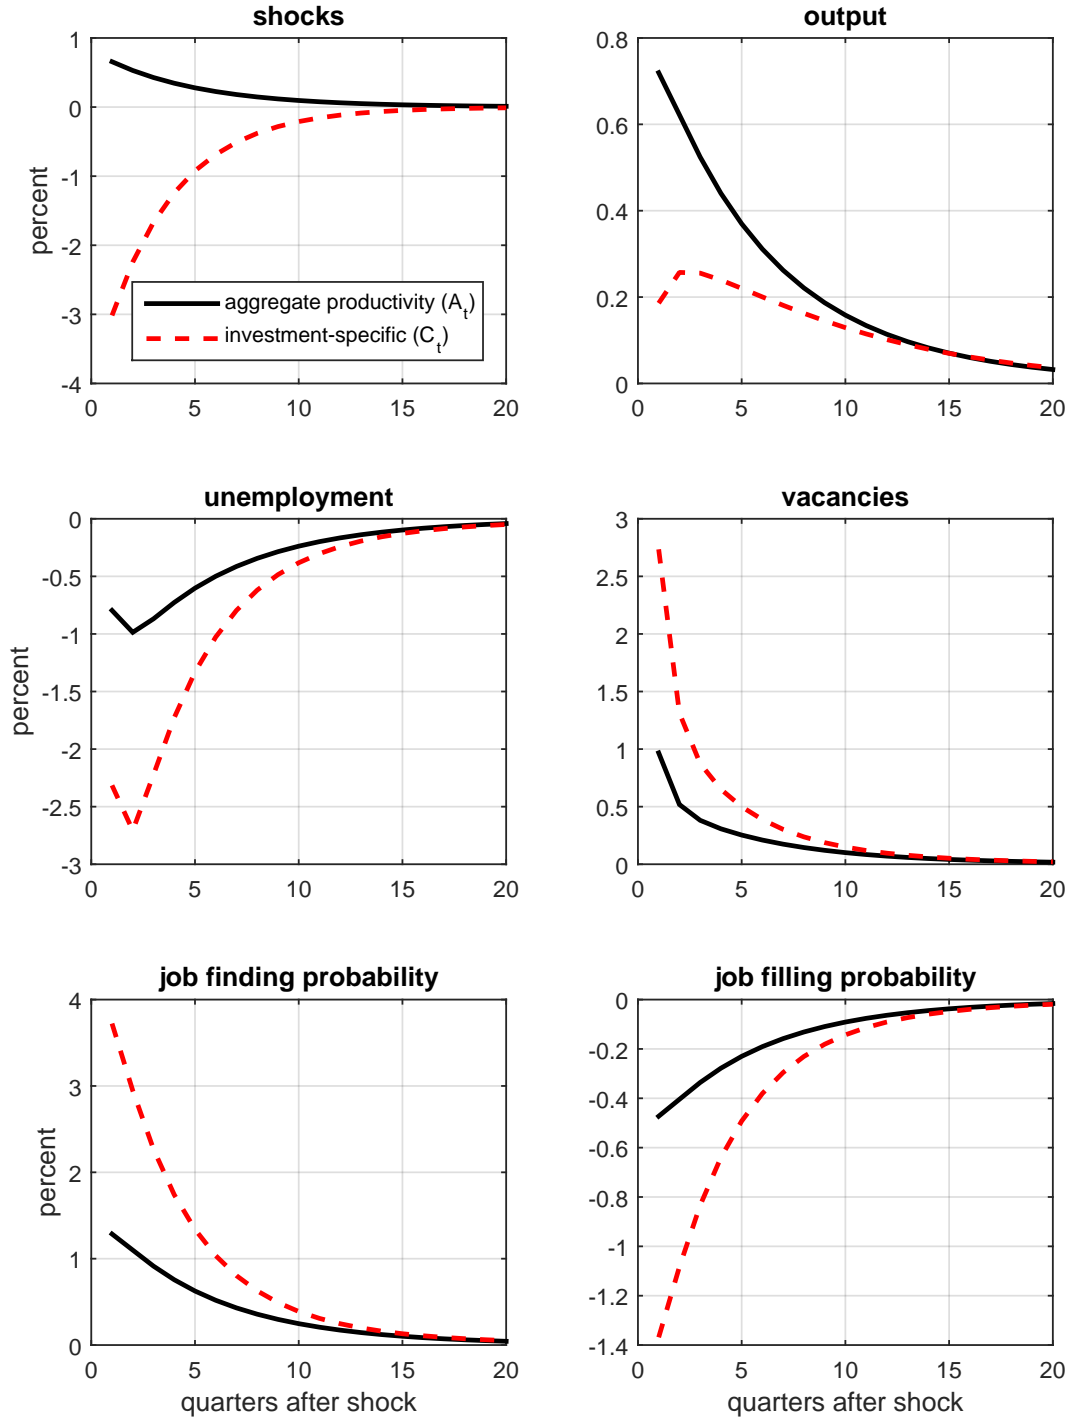 shocks
1
0
-1
-2
-3
-4
percent
aggregate productivity (A_t)
investment-specific (C_t)
0 5 10 15 20
output
0.8
0.6
0.4
0.2
0
0 5 10 15 20
unemployment
0
-0.5
-1
-1.5
-2
-2.5
-3
percent
0 5 10 15 20
vacancies
3
2.5
2
1.5
1
0.5
0
0 5 10 15 20
job finding probability
4
3
2
1
0
percent
0 5 10 15 20
quarters after shock
job filling probability
0
-0.2
-0.4
-0.6
-0.8
-1
-1.2
-1.4
0 5 10 15 20
quarters after shock